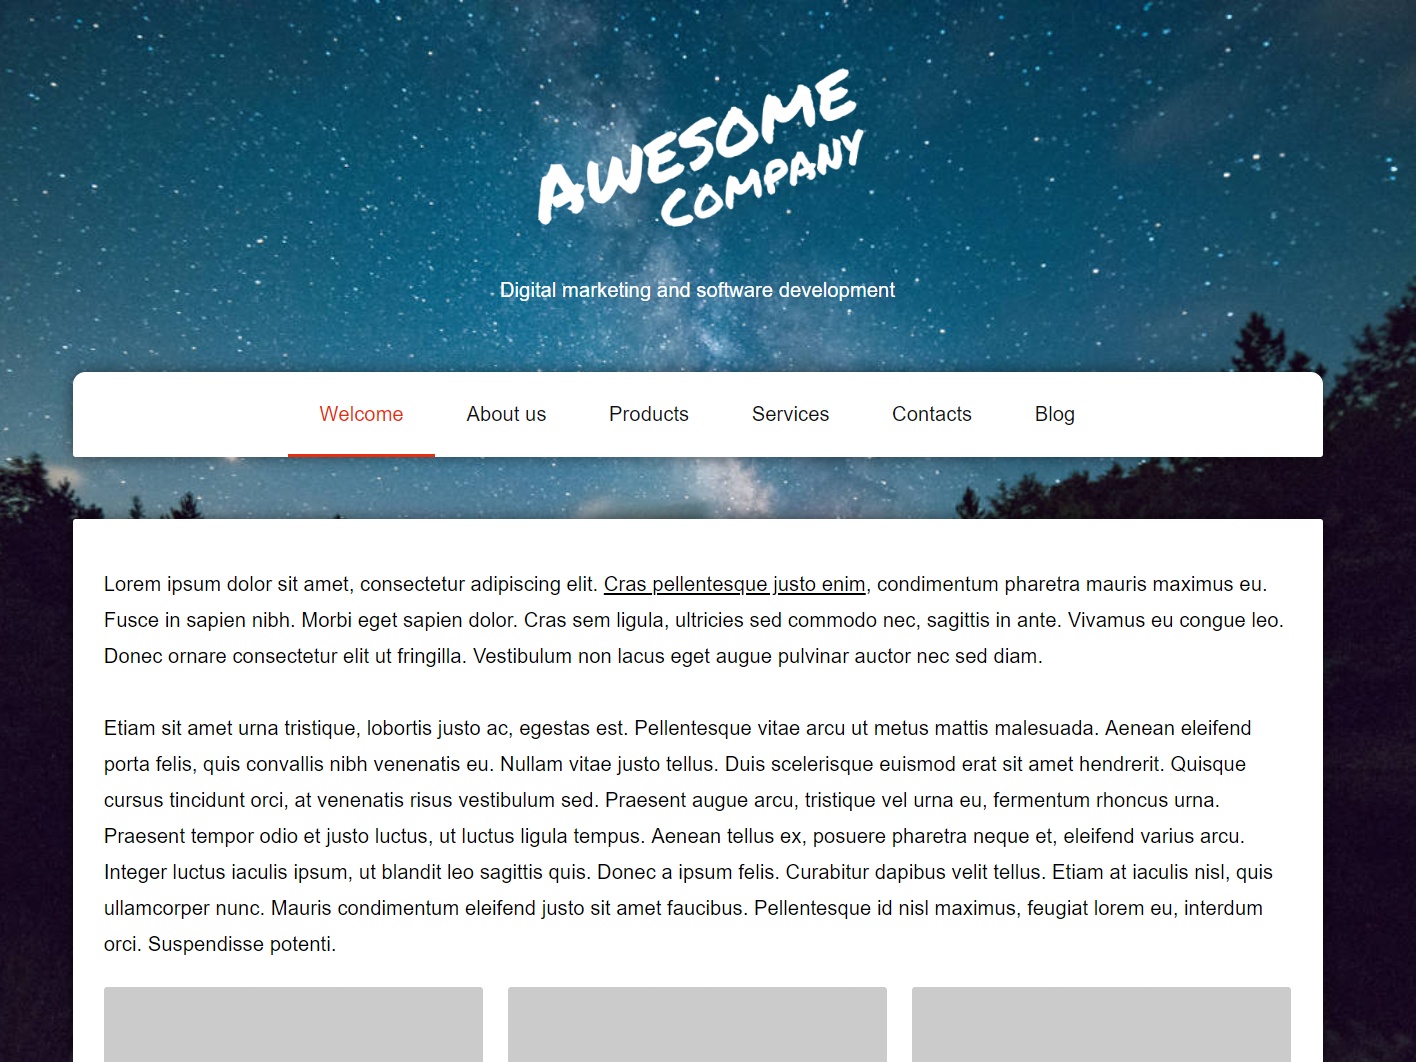 AWESOME
COMPANY
Digital marketing and software development
Welcome About us Products Services Contacts Blog
Lorem ipsum dolor sit amet, consectetur adipiscing elit. Cras pellentesque justo enim, condimentum pharetra mauris maximus eu.
Fusce in sapien nibh. Morbi eget sapien dolor. Cras sem ligula, ultricies sed commodo nec, sagittis in ante. Vivamus eu congue leo.
Donec ornare consectetur elit ut fringilla. Vestibulum non lacus eget augue pulvinar auctor nec sed diam.
Etiam sit amet urna tristique, lobortis justo ac, egestas est. Pellentesque vitae arcu ut metus mattis malesuada. Aenean eleifend
porta felis, quis convallis nibh venenatis eu. Nullam vitae justo tellus. Duis scelerisque euismod erat sit amet hendrerit. Quisque
cursus tincidunt orci, at venenatis risus vestibulum sed. Praesent augue arcu, tristique vel urna eu, fermentum rhoncus urna.
Praesent tempor odio et justo luctus, ut luctus ligula tempus. Aenean tellus ex, posuere pharetra neque et, eleifend varius arcu.
Integer luctus iaculis ipsum, ut blandit leo sagittis quis. Donec a ipsum felis. Curabitur dapibus velit tellus. Etiam at iaculis nisl, quis
ullamcorper nunc. Mauris condimentum eleifend justo sit amet faucibus. Pellentesque id nisl maximus, feugiat lorem eu, interdum
orci. Suspendisse potenti.